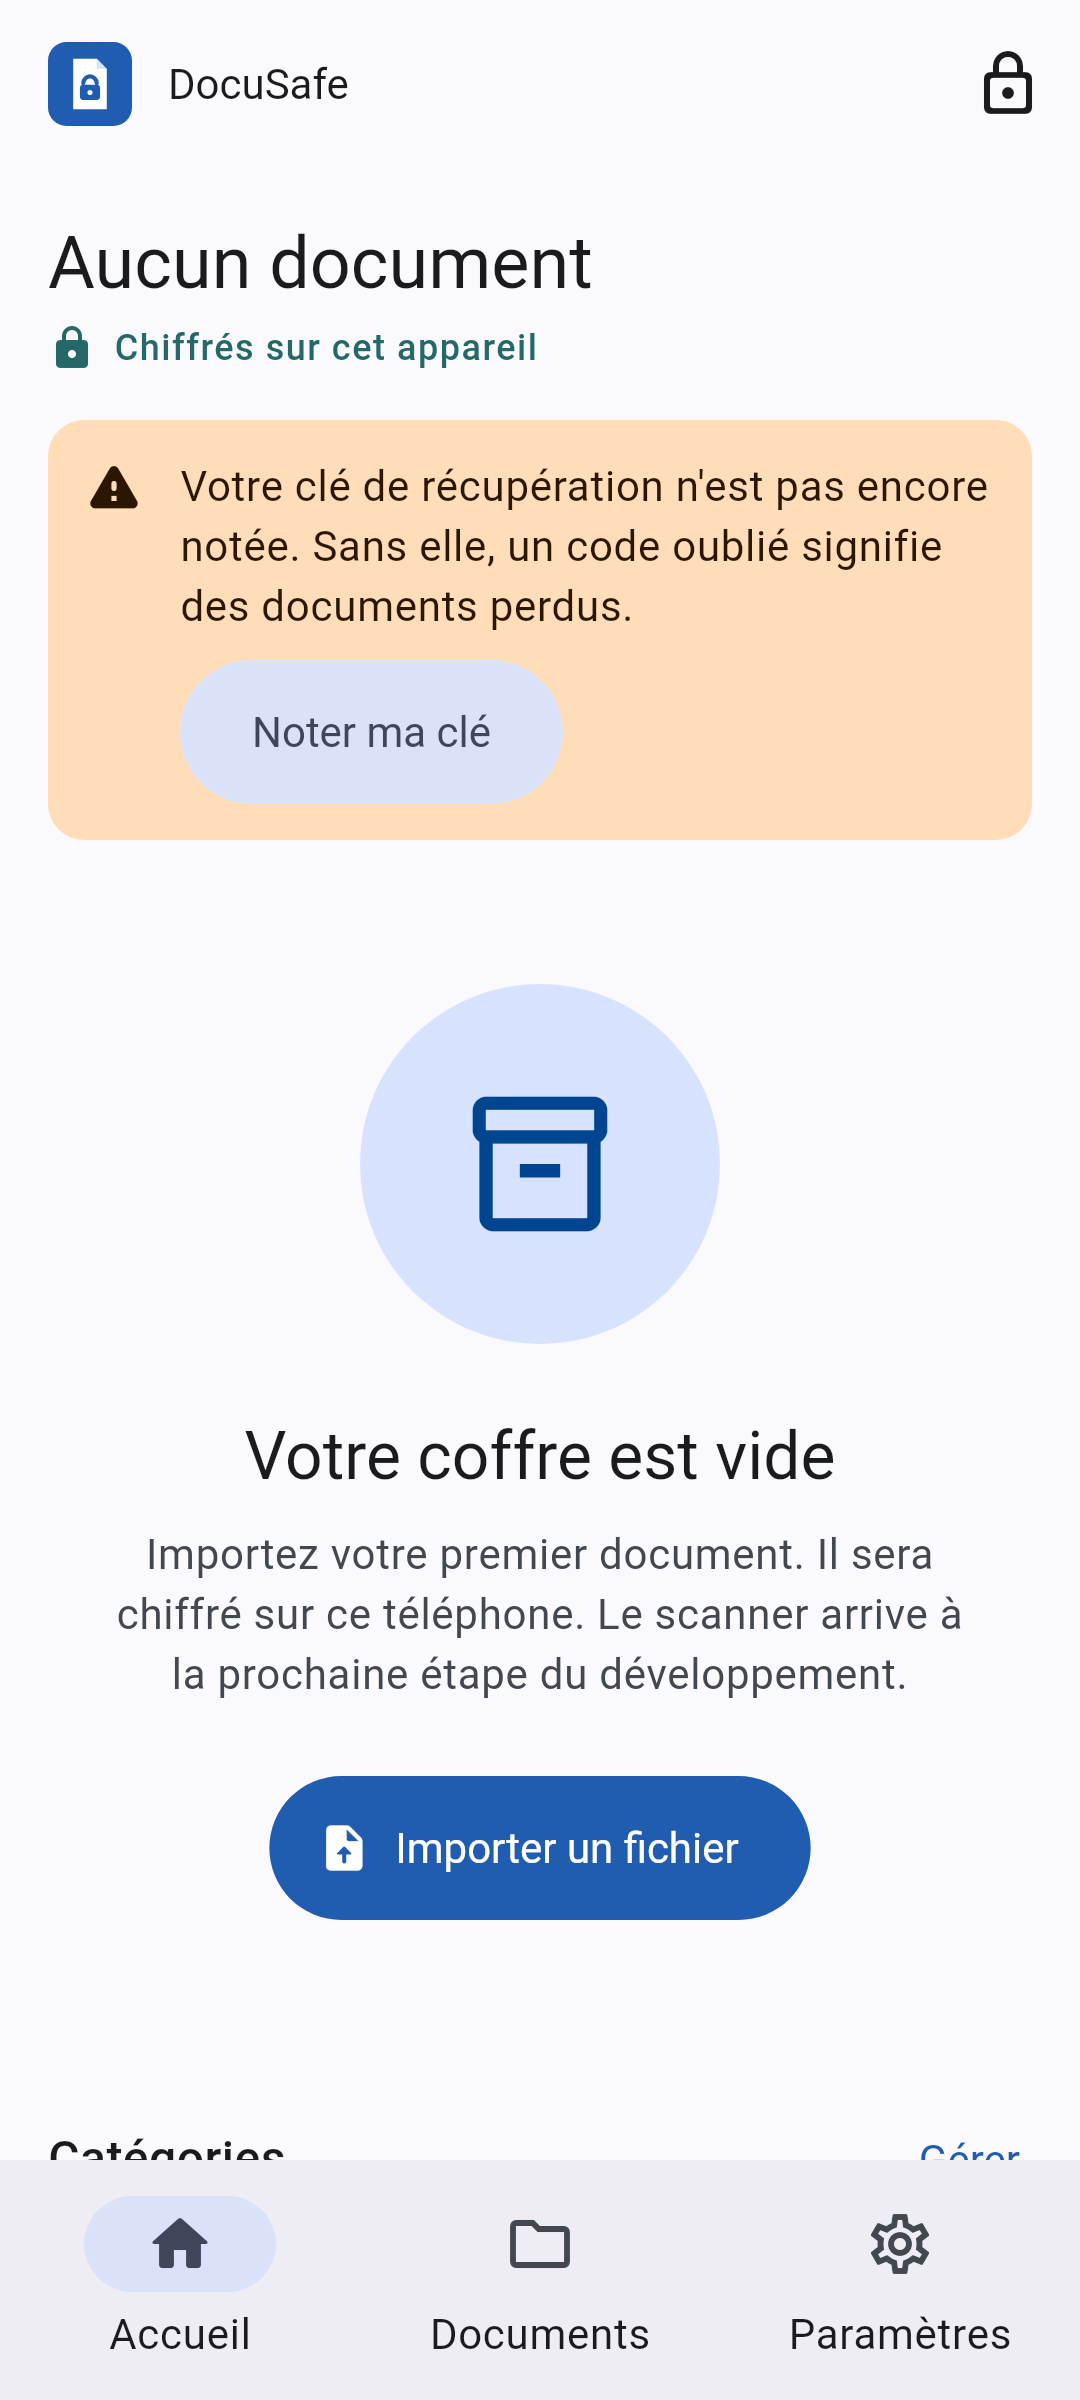 DocuSafe
Aucun document
Chiffrés sur cet appareil
Votre clé de récupération n'est pas encore
notée. Sans elle, un code oublié signifie
des documents perdus.
Noter ma clé
Votre coffre est vide
Importez votre premier document. Il sera
chiffré sur ce téléphone. Le scanner arrive à
la prochaine étape du développement.
Importer un fichier
Catégories
Gérer
Accueil
Documents
Paramètres